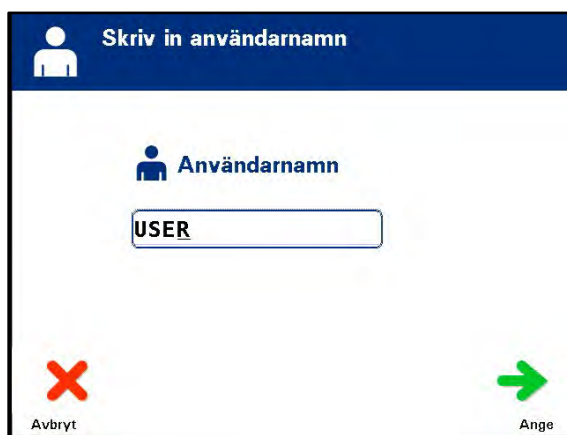 Skriv in användarnamn
Användarnamn
USER
Avbryt
Ange